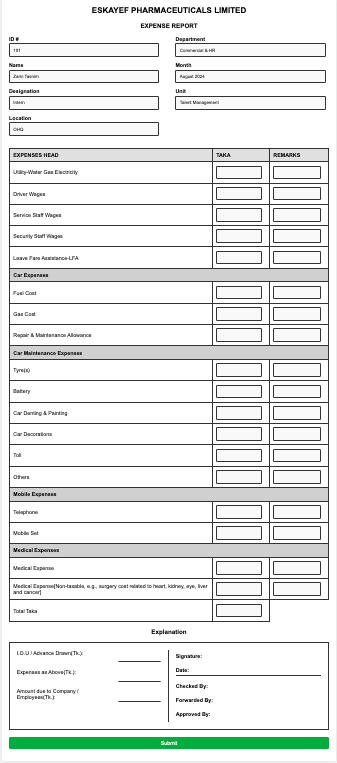 ESKAYEF PHARMACEUTICALS LIMITED
EXPENSE REPORT
ID #
Department
101
Commercial & HR
Name
Month
Zarin Tasnim
August 2024
Designation
Unit
Intern
Talent Management
Location
OHQ
EXPENSES HEAD TAKA REMARKS
Utility-Water Gas Electricity
Driver Wages
Service Staff Wages
Security Staff Wages
Leave Fare Assistance-LFA
Car Expenses
Fuel Cost
Gas Cost
Repair & Maintenance Allowance
Car Maintenance Expenses
Tyre(s)
Battery
Car Denting & Painting
Car Decorations
Toll
Others
Mobile Expenses
Telephone
Mobile Set
Medical Expenses
Medical Expense
Medical Expense[Non-taxable, e.g., surgery cost related to heart, kidney, eye, liver
and cancer]
Total Taka
Explanation
I.O.U / Advance Drawn(Tk.):
Expenses as Above(Tk.):
Amount due to Company /
Employees(Tk.):
Signature:
Date:
Checked By:
Forwarded By:
Approved By:
Submit